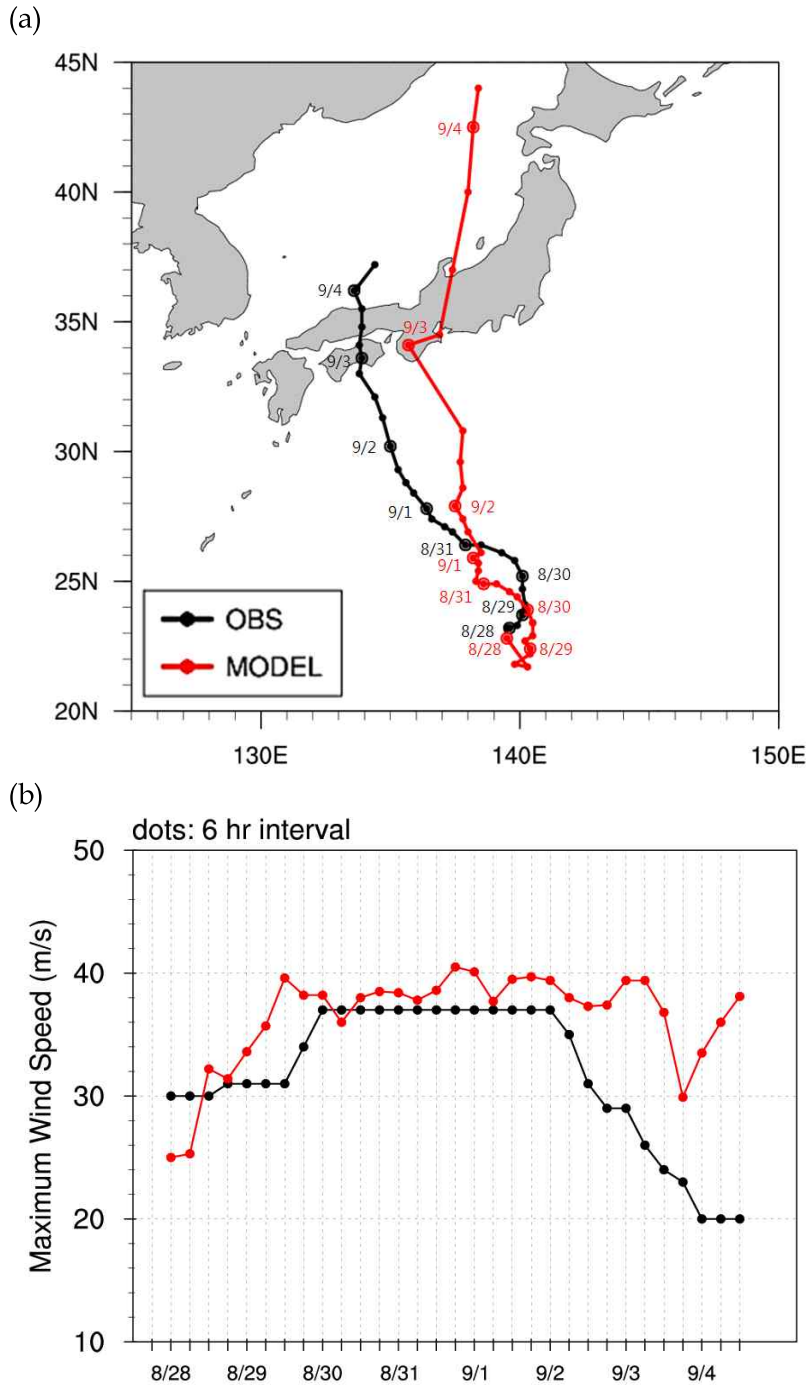 (a)
45N
9/4
40N
9/4
35N
9/3
9/3
30N
9/2
9/2
9/1
8/31
9/1
8/30
25N
8/31
8/29
8/30
8/28
8/28
8/29
OBS
MODEL
20N
130E
140E
150E
(b)
dots: 6 hr interval
50
40
30
20
10
Maximum Wind Speed (m/s)
8/28
8/29
8/30
8/31
9/1
9/2
9/3
9/4